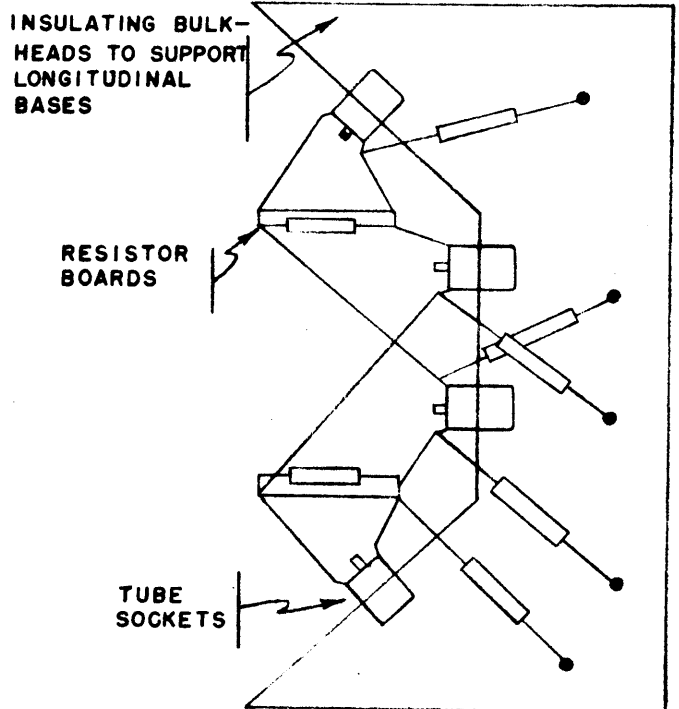 INSULATING BULK-
HEADS TO SUPPORT
LONGITUDINAL
BASES
RESISTOR
BOARDS
TUBE
SOCKETS